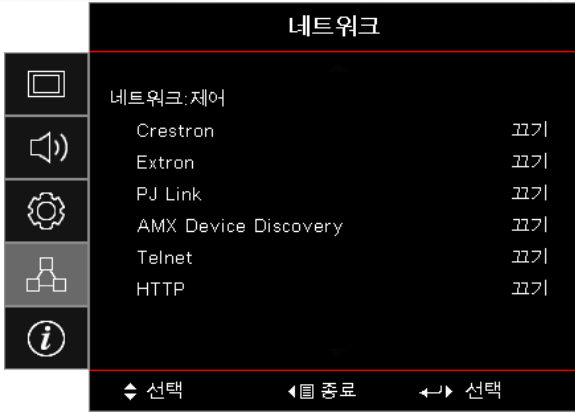 네트워크
네트워크:제어
Crestron 끄기
Extron 끄기
PJ Link 끄기
AMX Device Discovery 끄기
Telnet 끄기
HTTP 끄기
선택 종료 선택